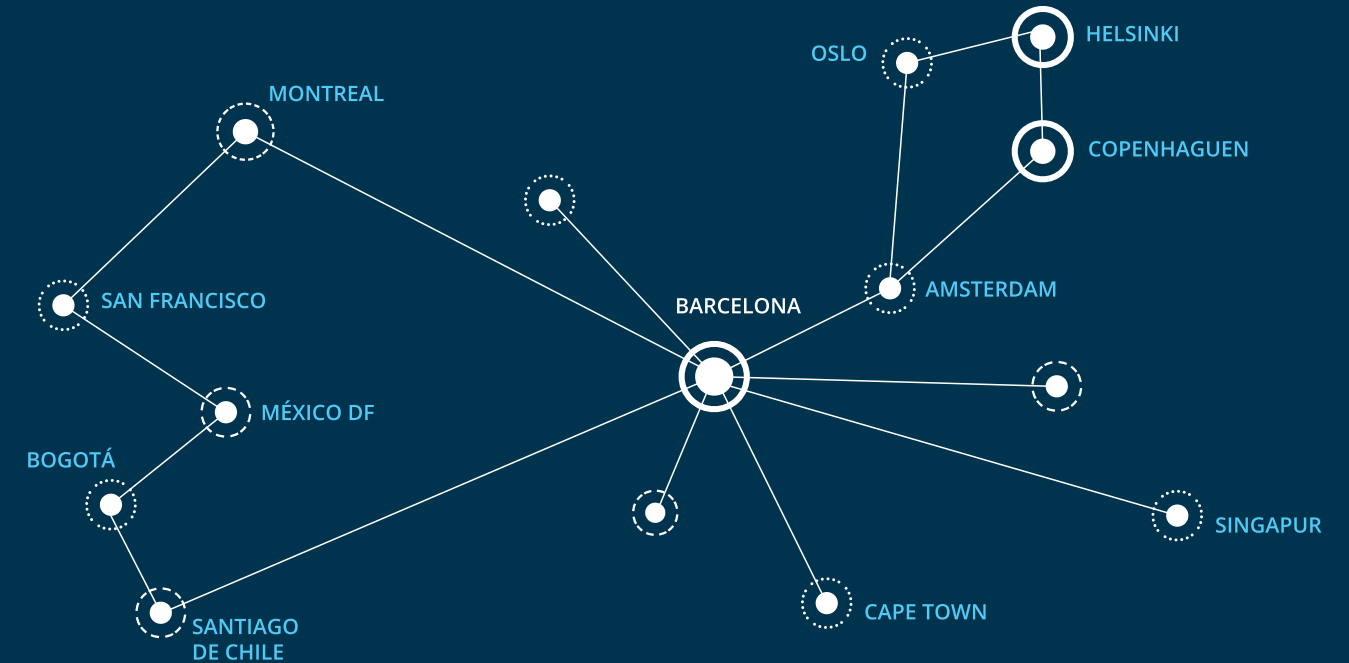 HELSINKI
OSLO
MONTREAL
COPENHAGUEN
AMSTERDAM
SAN FRANCISCO
BARCELONA
MÉXICO DF
BOGOTÁ
SINGAPUR
CAPE TOWN
SANTIAGO
DE CHILE